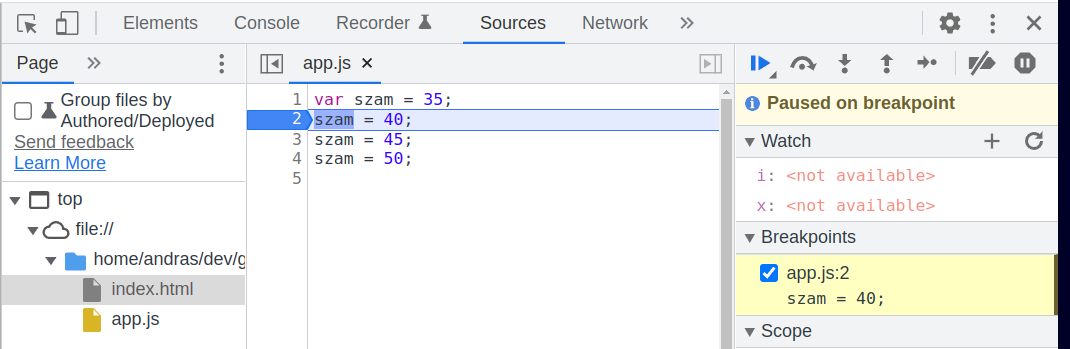 Elements Console Recorder Sources Network
Page
app.js
Group files by
Authored/Deployed
Send feedback
Learn More
top
file://
home/andras/dev/g
index.html
app.js
1 var szam = 35;
2 szam = 40;
3 szam = 45;
4 szam = 50;
5
Paused on breakpoint
Watch
i: <not available>
x: <not available>
Breakpoints
app.js:2
szam = 40;
Scope